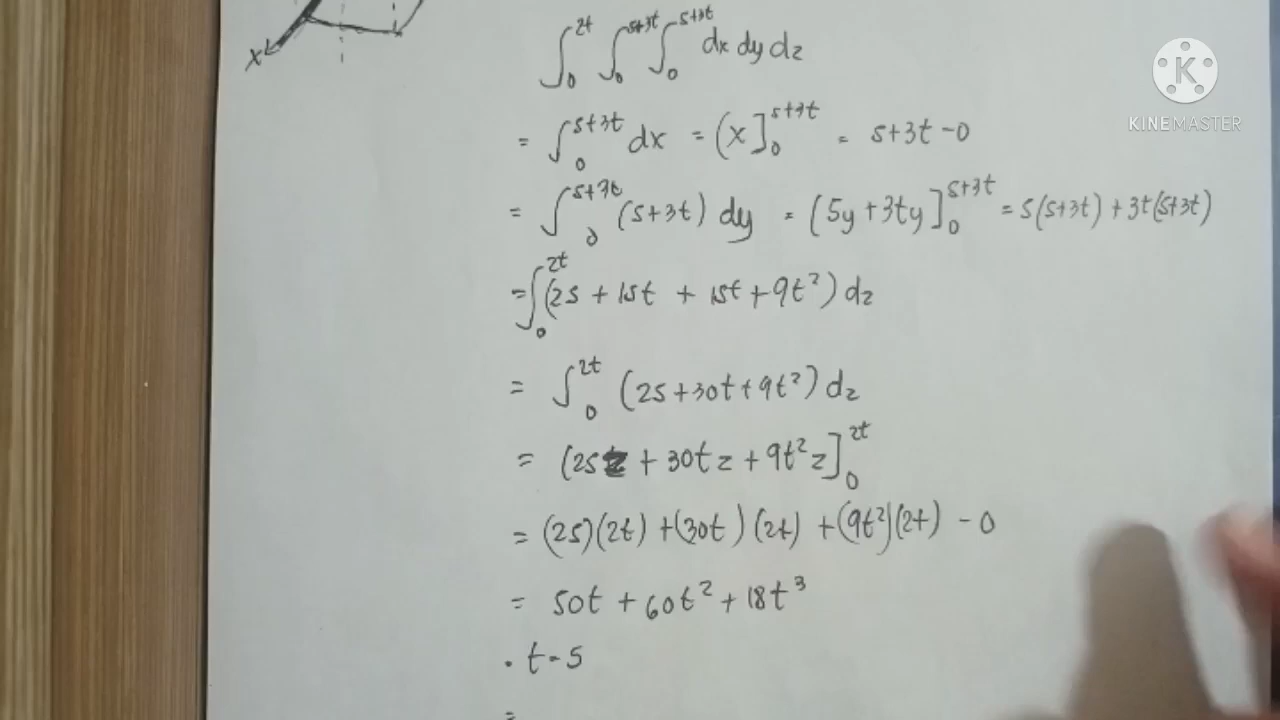 x
∫₀^{2t} ∫₀^{5+3t} ∫₀^{5+3t} dx dy dz
KINEMASTER
= ∫₀^{5+3t} dx = (x]₀^{5+3t} = 5+3t-0
= ∫₀^{5+3t} (5+3t) dy = (5y+3ty]₀^{5+3t} = 5(5+3t) + 3t(5+3t)
= ∫₀^{2t} (25 + 15t + 15t + 9t²) dz
= ∫₀^{2t} (25+30t+9t²) dz
= (25z + 30tz + 9t²z]₀^{2t}
= (25)(2t) + (30t)(2t) + (9t²)(2t) - 0
= 50t + 60t² + 18t³
. t = 5
=